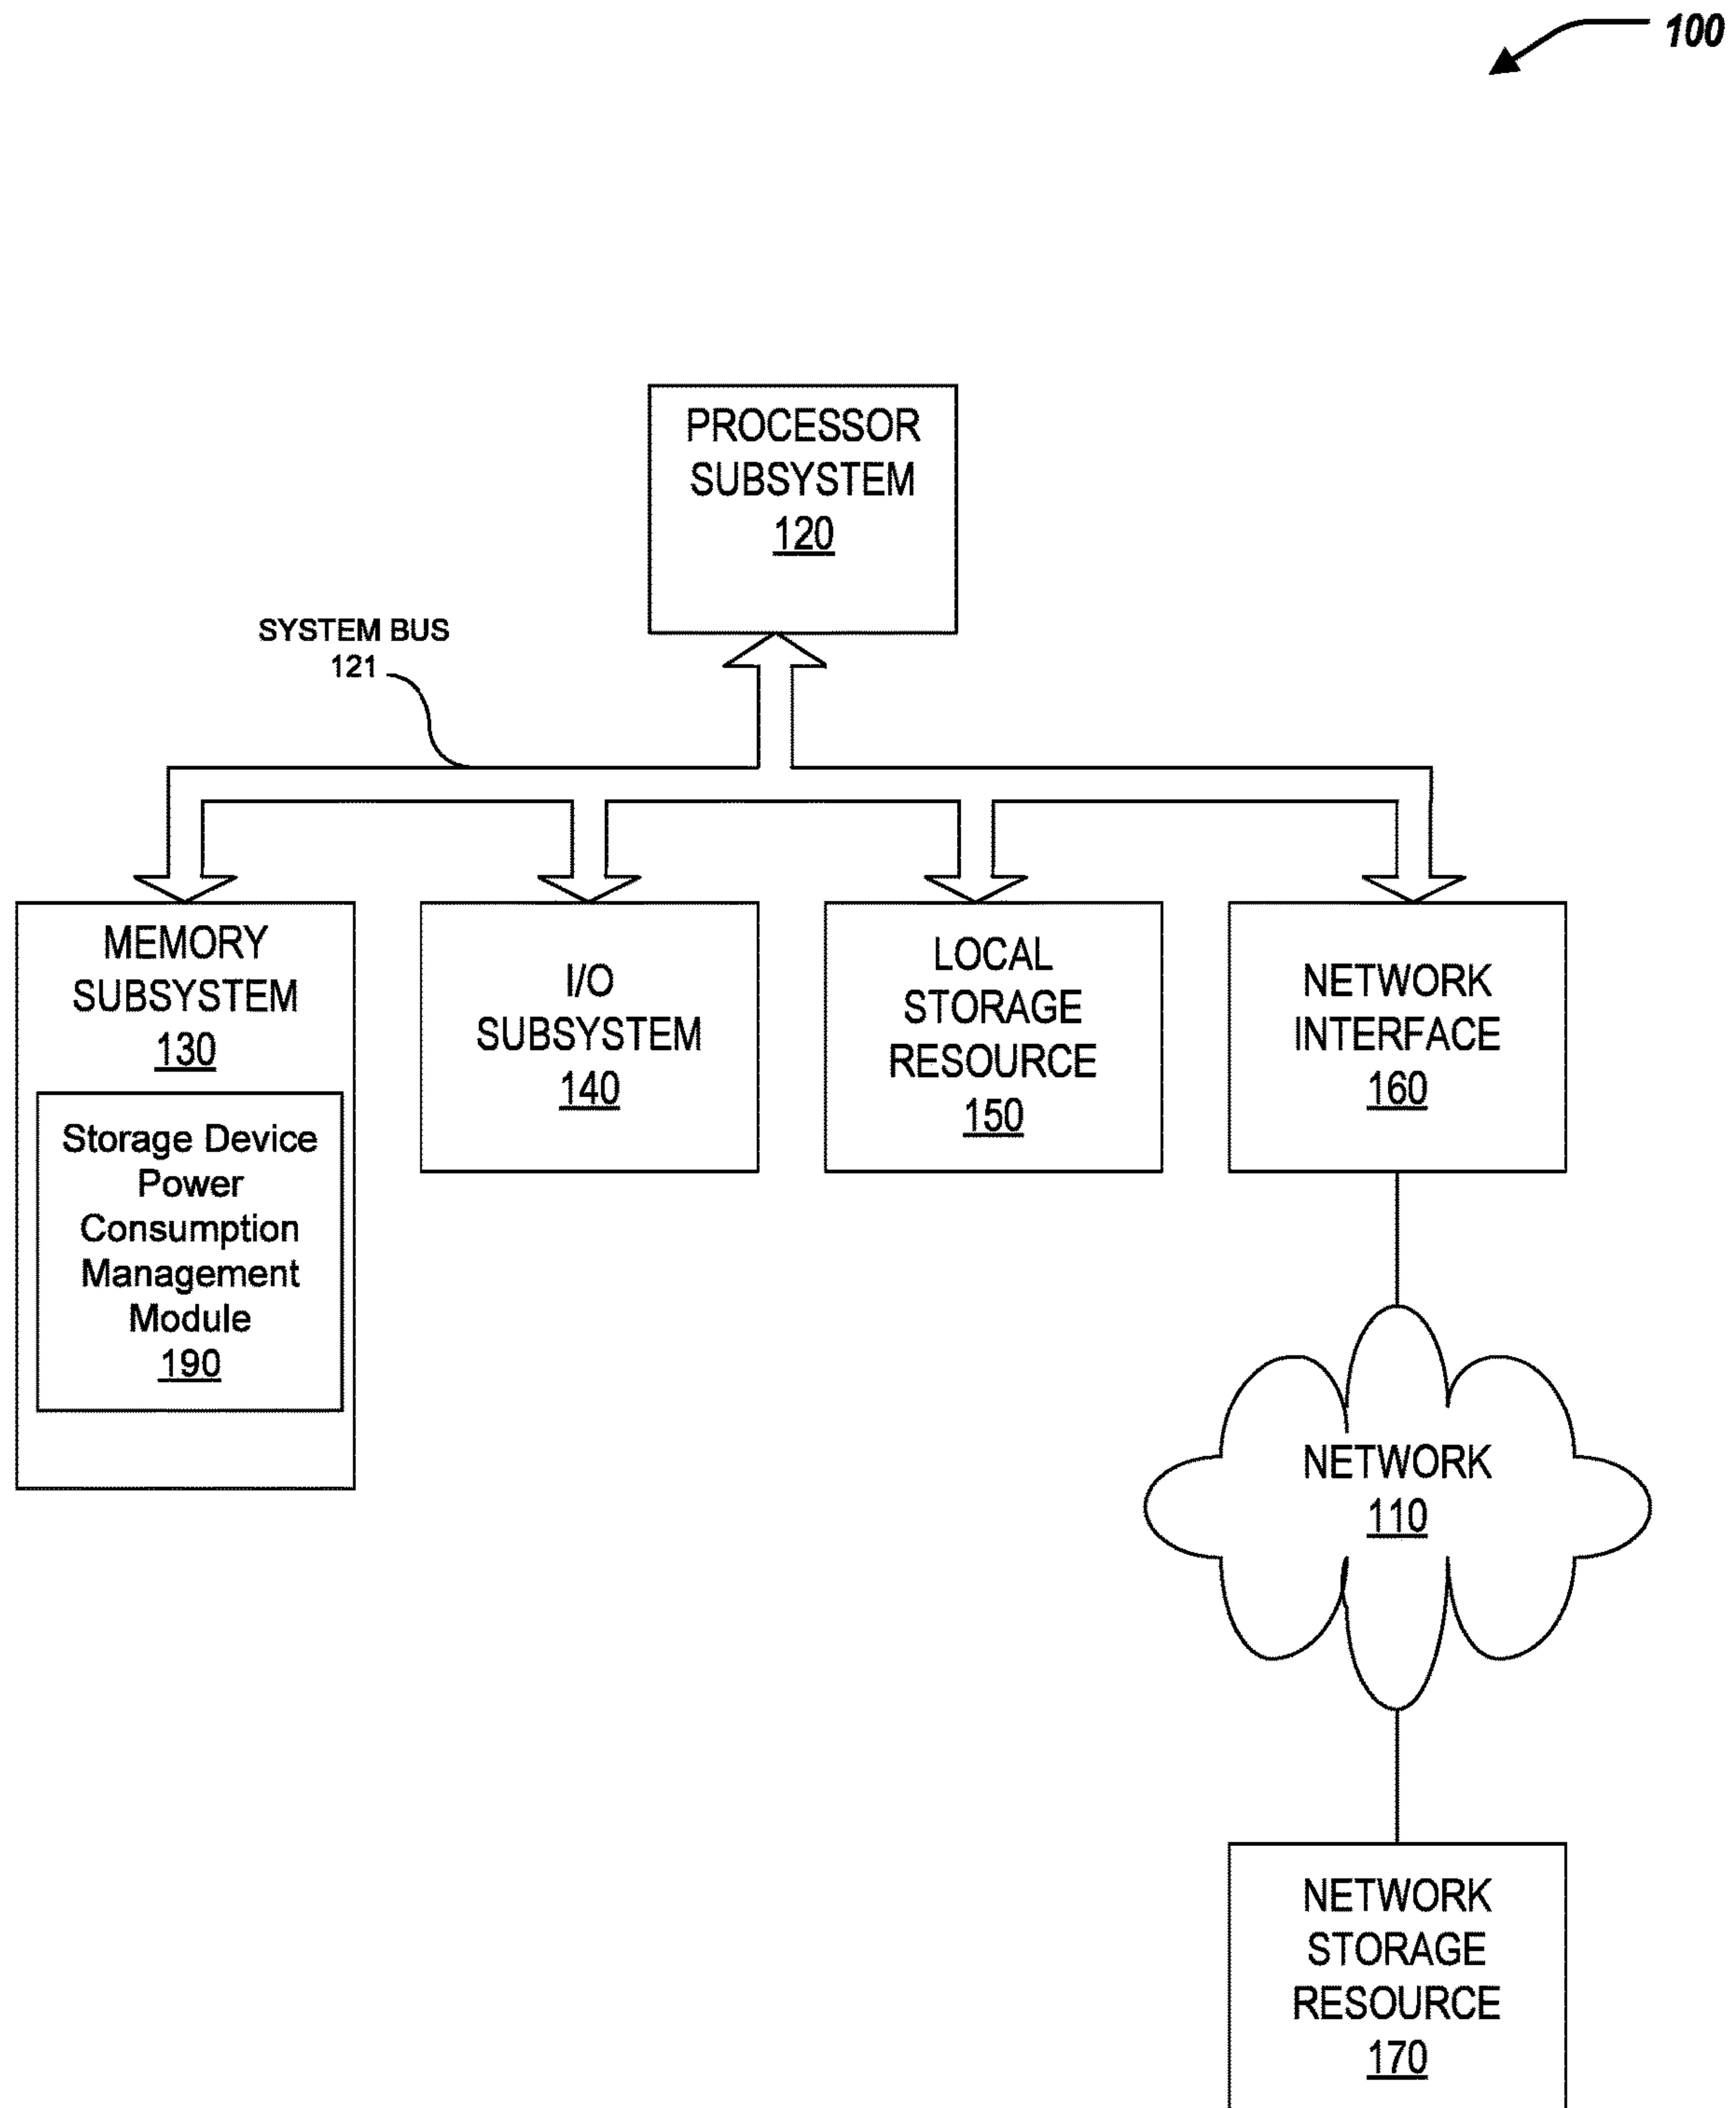 100
PROCESSOR
SUBSYSTEM
120
SYSTEM BUS
121
MEMORY
SUBSYSTEM
130
Storage Device
Power
Consumption
Management
Module
190
I/O
SUBSYSTEM
140
LOCAL
STORAGE
RESOURCE
150
NETWORK
INTERFACE
160
NETWORK
110
NETWORK
STORAGE
RESOURCE
170